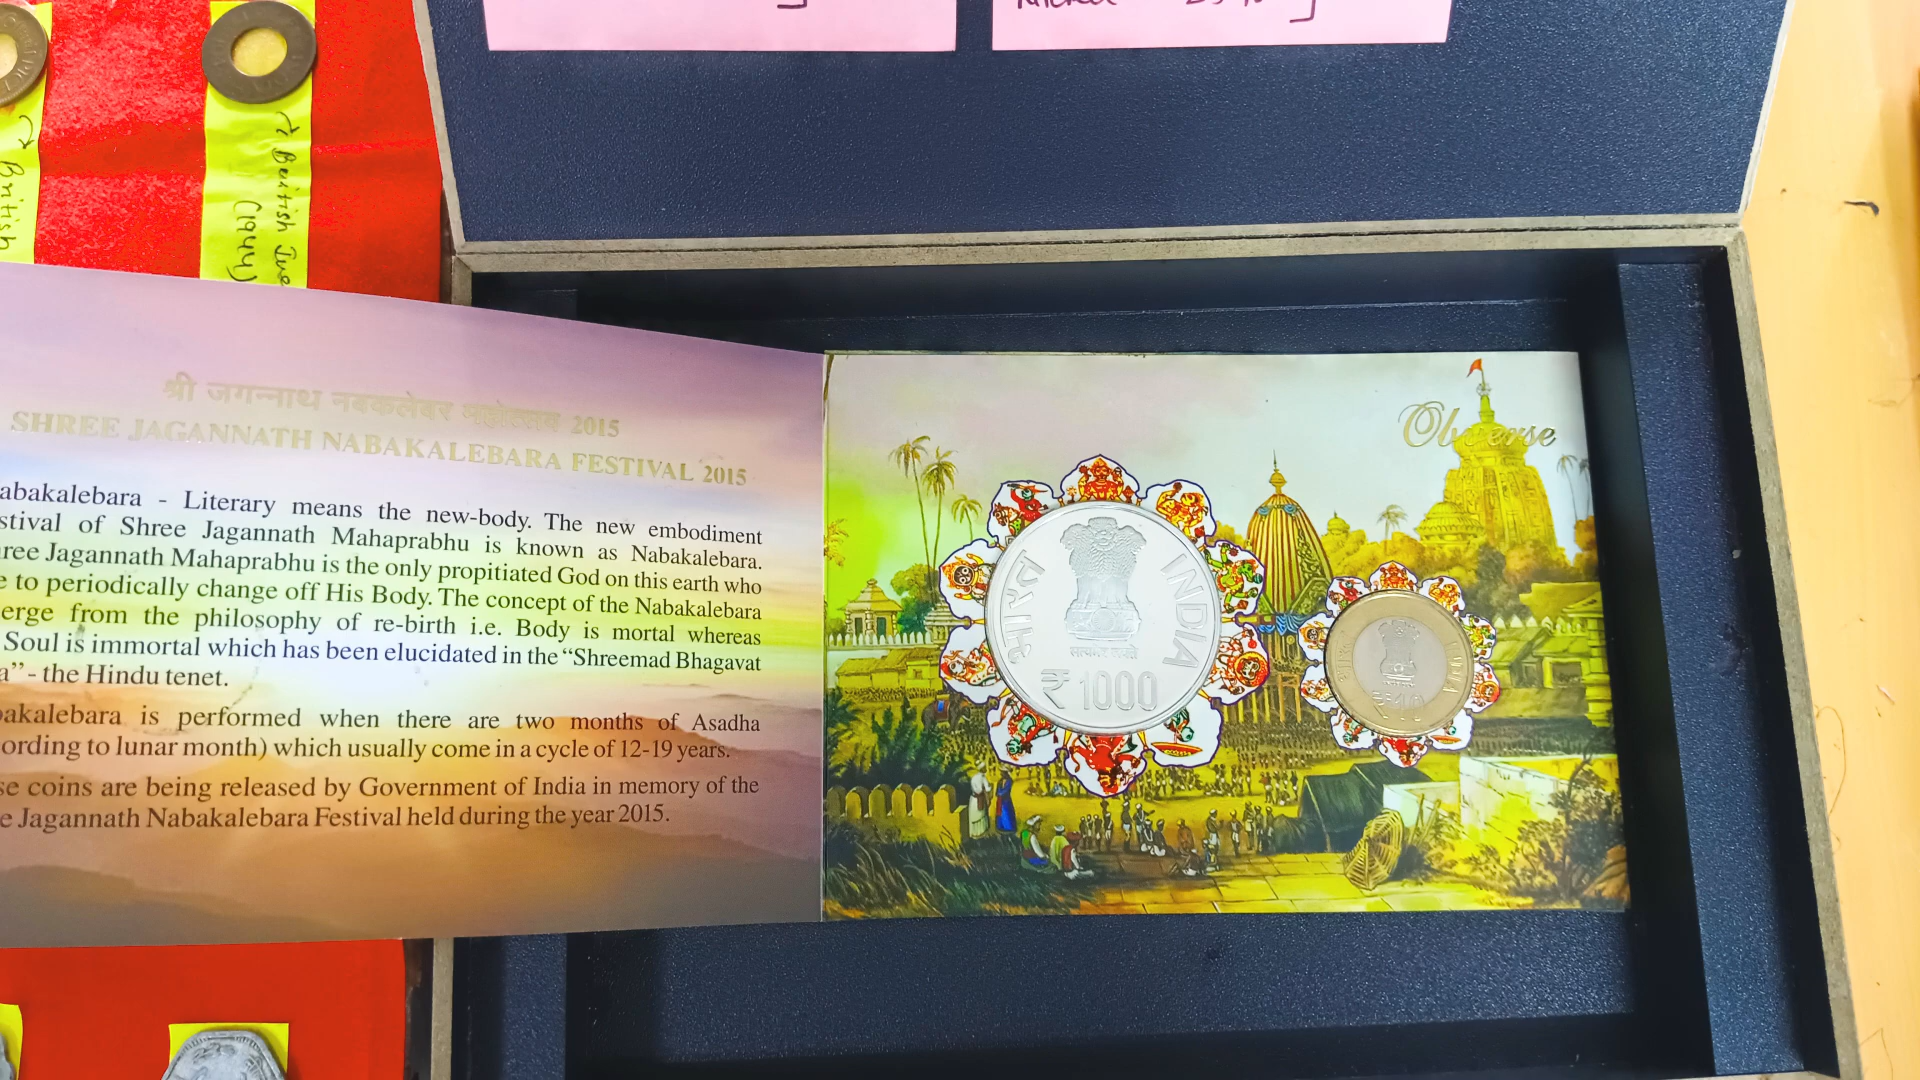 → British
→ British
(1944)
श्री जगन्नाथ नबकलेबर महोत्सव 2015
SHREE JAGANNATH NABAKALEBARA FESTIVAL 2015
abakalebara - Literary means the new-body. The new embodiment
stival of Shree Jagannath Mahaprabhu is known as Nabakalebara.
ree Jagannath Mahaprabhu is the only propitiated God on this earth who
e to periodically change off His Body. The concept of the Nabakalebara
erge from the philosophy of re-birth i.e. Body is mortal whereas
Soul is immortal which has been elucidated in the “Shreemad Bhagavat
a” - the Hindu tenet.
akalebara is performed when there are two months of Asadha
ording to lunar month) which usually come in a cycle of 12-19 years.
se coins are being released by Government of India in memory of the
e Jagannath Nabakalebara Festival held during the year 2015.
Obverse
भारत
INDIA
सत्यमेव जयते
₹ 1000
भारत
INDIA
₹ 10